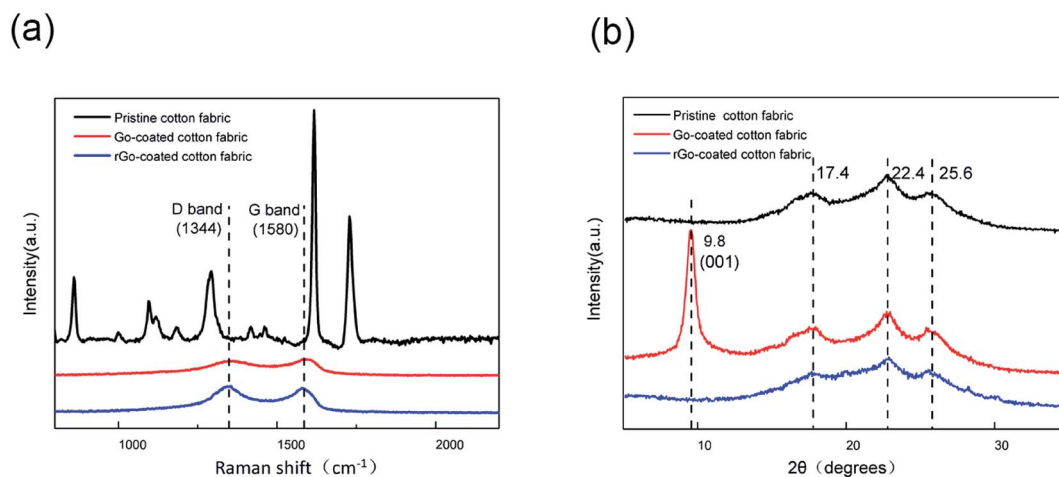 (a)
Pristine cotton fabric
Go-coated cotton fabric
rGo-coated cotton fabric
D band
(1344)
G band
(1580)
Intensity(a.u.)
1000
1500
2000
Raman shift（cm⁻¹）
(b)
Pristine cotton fabric
Go-coated cotton fabric
rGo-coated cotton fabric
17.4
22.4
25.6
9.8
(001)
Intensity(a.u.)
10
20
30
2θ（degrees）